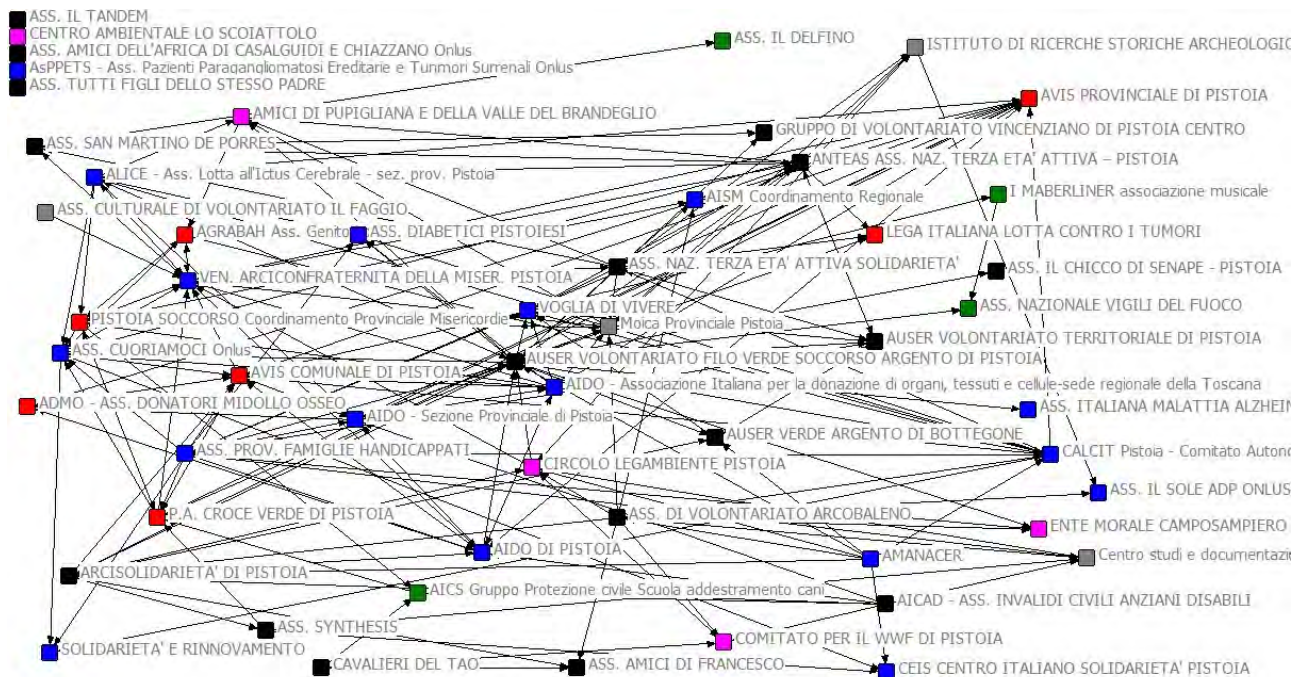 ASS. IL TANDEM
CENTRO AMBIENTALE LO SCOIATTOLO
ASS. AMICI DELL'AFRICA DI CASALGUIDI E CHIAZZANO Onlus
AsPPETS - Ass. Pazienti Paragangliomatosi Ereditarie e Tunmori Surrenali Onlus
ASS. TUTTI FIGLI DELLO STESSO PADRE
ASS. IL DELFINO
ISTITUTO DI RICERCHE STORICHE ARCHEOLOGIC
AVIS PROVINCIALE DI PISTOIA
AMICI DI PUPIGLIANA E DELLA VALLE DEL BRANDEGLIO
GRUPPO DI VOLONTARIATO VINCENZIANO DI PISTOIA CENTRO
ASS. SAN MARTINO DE PORRES
ANTEAS ASS. NAZ. TERZA ETA' ATTIVA – PISTOIA
ALICE - Ass. Lotta all'Ictus Cerebrale - sez. prov. Pistoia
I MABERLINER associazione musicale
AISM Coordinamento Regionale
ASS. CULTURALE DI VOLONTARIATO IL FAGGIO
AGRABAH Ass. Genito
ASS. DIABETICI PISTOIESI
LEGA ITALIANA LOTTA CONTRO I TUMORI
ASS. NAZ. TERZA ETA' ATTIVA SOLIDARIETA'
ASS. IL CHICCO DI SENAPE - PISTOIA
VEN. ARCICONFRATERNITA DELLA MISER. PISTOIA
VOGLIA DI VIVERE
ASS. NAZIONALE VIGILI DEL FUOCO
PISTOIA SOCCORSO Coordinamento Provinciale Misericordie
Moica Provinciale Pistoia
AUSER VOLONTARIATO TERRITORIALE DI PISTOIA
ASS. CUORIAMOCI Onlus
AUSER VOLONTARIATO FILO VERDE SOCCORSO ARGENTO DI PISTOIA
AVIS COMUNALE DI PISTOIA
AIDO - Associazione Italiana per la donazione di organi, tessuti e cellule-sede regionale della Toscana
ADMO - ASS. DONATORI MIDOLLO OSSEO
AIDO - Sezione Provinciale di Pistoia
ASS. ITALIANA MALATTIA ALZHEIM
AUSER VERDE ARGENTO DI BOTTEGONE
ASS. PROV. FAMIGLIE HANDICAPPATI
CALCIT Pistoia - Comitato Autono
CIRCOLO LEGAMBIENTE PISTOIA
ASS. IL SOLE ADP ONLUS
P.A. CROCE VERDE DI PISTOIA
ASS. DI VOLONTARIATO ARCOBALENO
ENTE MORALE CAMPOSAMPIERO
AIDO DI PISTOIA
AMANACER
Centro studi e documentazi
ARCISOLIDARIETA' DI PISTOIA
AICS Gruppo Protezione civile Scuola addestramento cani
AICAD - ASS. INVALIDI CIVILI ANZIANI DISABILI
ASS. SYNTHESIS
COMITATO PER IL WWF DI PISTOIA
SOLIDARIETA' E RINNOVAMENTO
CAVALIERI DEL TAO
ASS. AMICI DI FRANCESCO
CEIS CENTRO ITALIANO SOLIDARIETA' PISTOIA